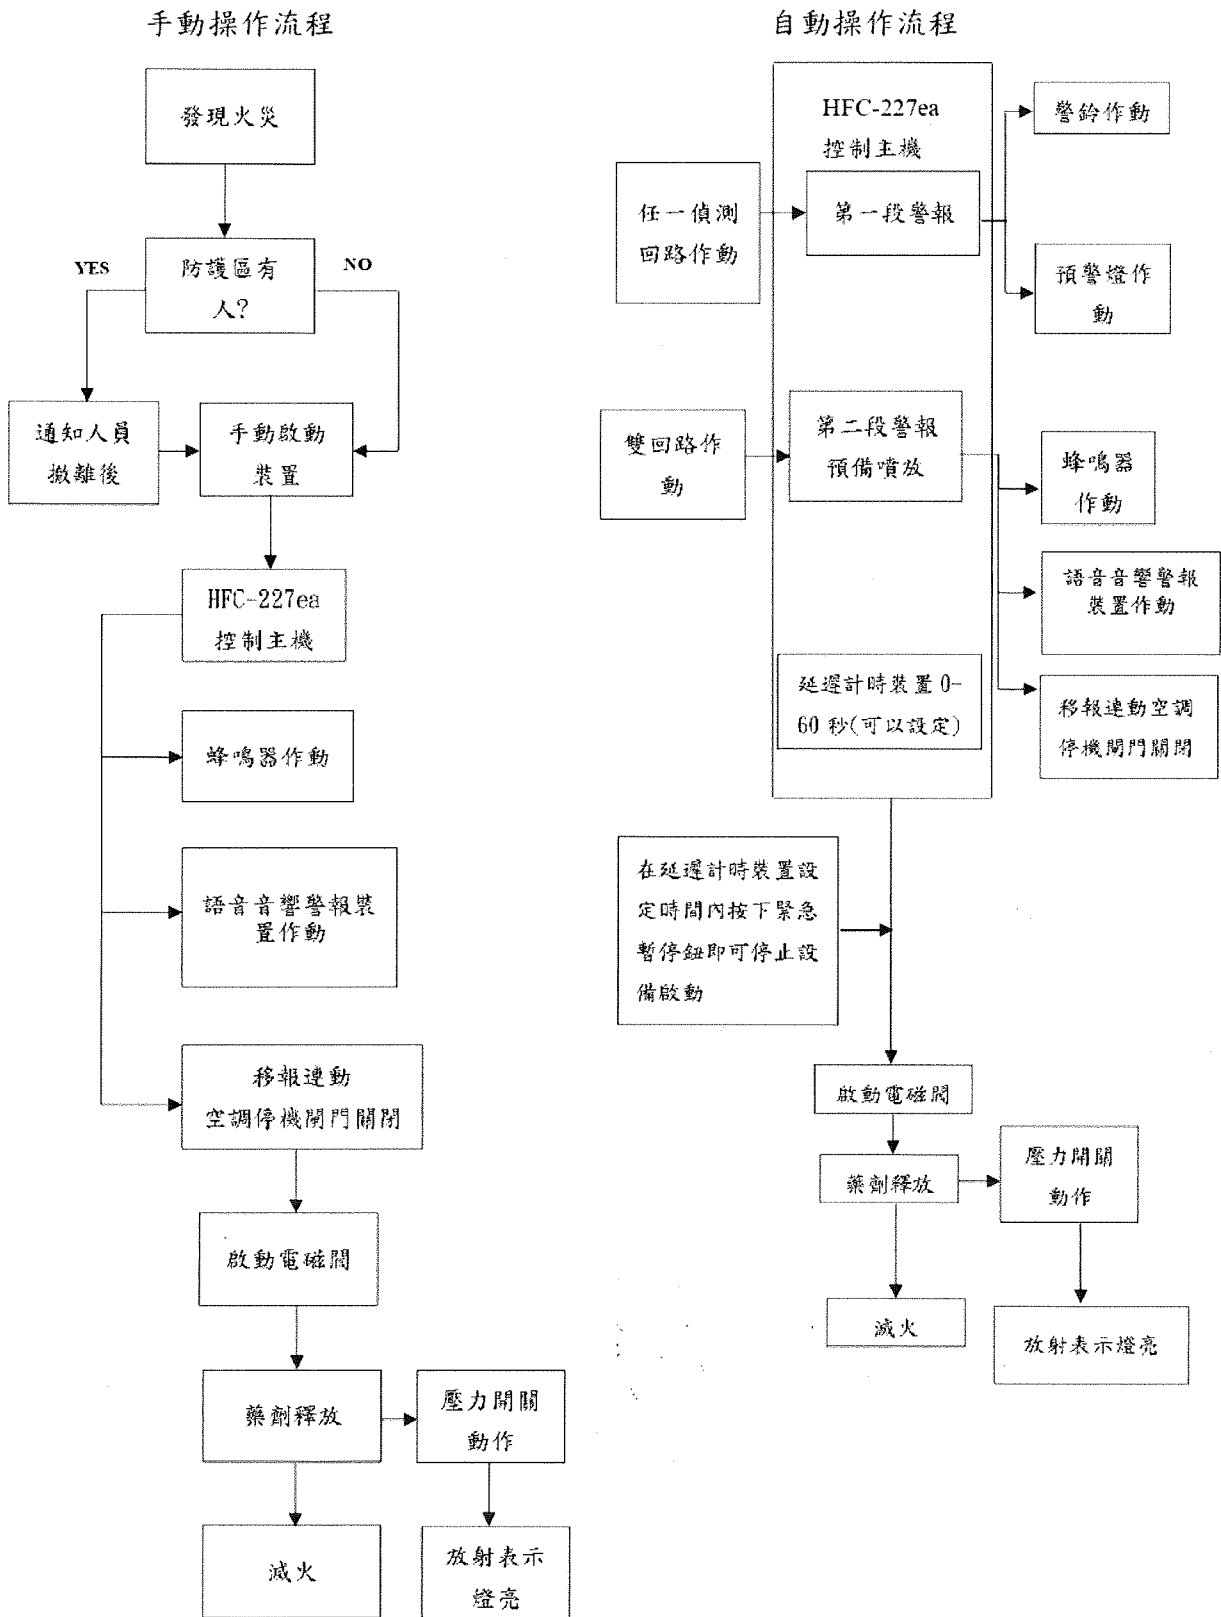 手動操作流程
發現火災
防護區有
人?
YES
NO
通知人員
撤離後
手動啟動
裝置
HFC-227ea
控制主機
蜂鳴器作動
語音音響警報裝
置作動
移報連動
空調停機閘門關閉
啟動電磁閥
藥劑釋放
壓力開關
動作
滅火
放射表示
燈亮
自動操作流程
HFC-227ea
控制主機
任一偵測
回路作動
第一段警報
警鈴作動
預警燈作
動
雙回路作
動
第二段警報
預備噴放
蜂鳴器
作動
語音音響警報
裝置作動
移報連動空調
停機閘門關閉
延遲計時裝置 0-
60 秒(可以設定)
在延遲計時裝置設
定時間內按下緊急
暫停鈕即可停止設
備啟動
啟動電磁閥
藥劑釋放
壓力開關
動作
滅火
放射表示燈亮